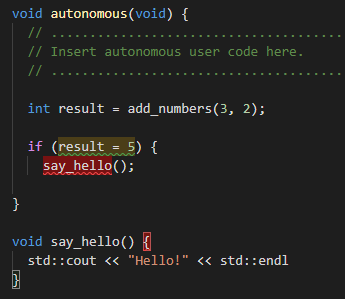 void autonomous(void) {
// ..........................................
// Insert autonomous user code here.
// ..........................................
int result = add_numbers(3, 2);
if (result = 5) {
say_hello();
}
void say_hello() {
std::cout << "Hello!" << std::endl
}